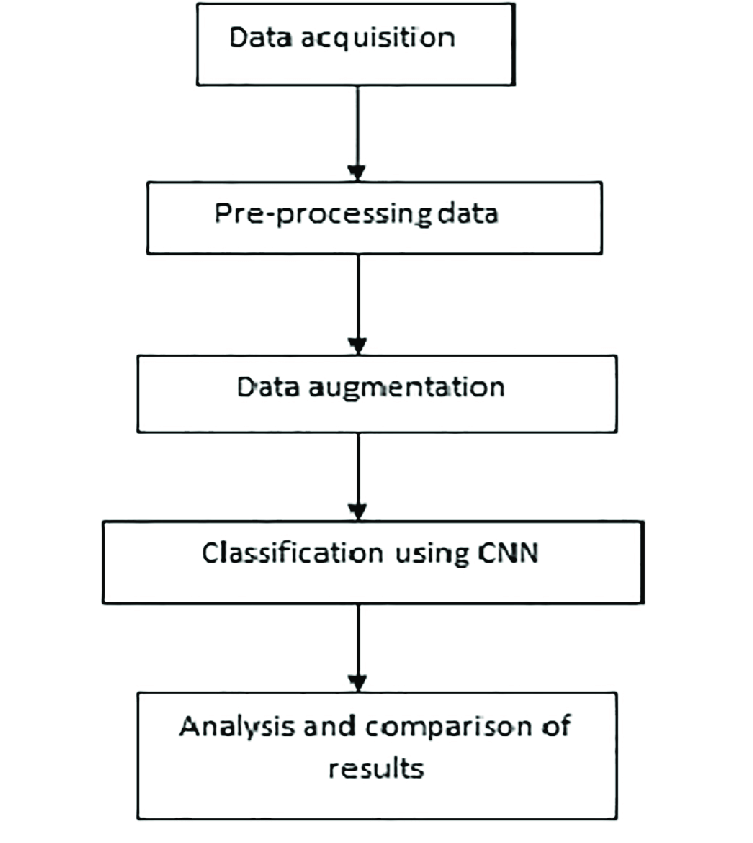 Data acquisition
Pre-processing data
Data augmentation
Classification using CNN
Analysis and comparison of
results